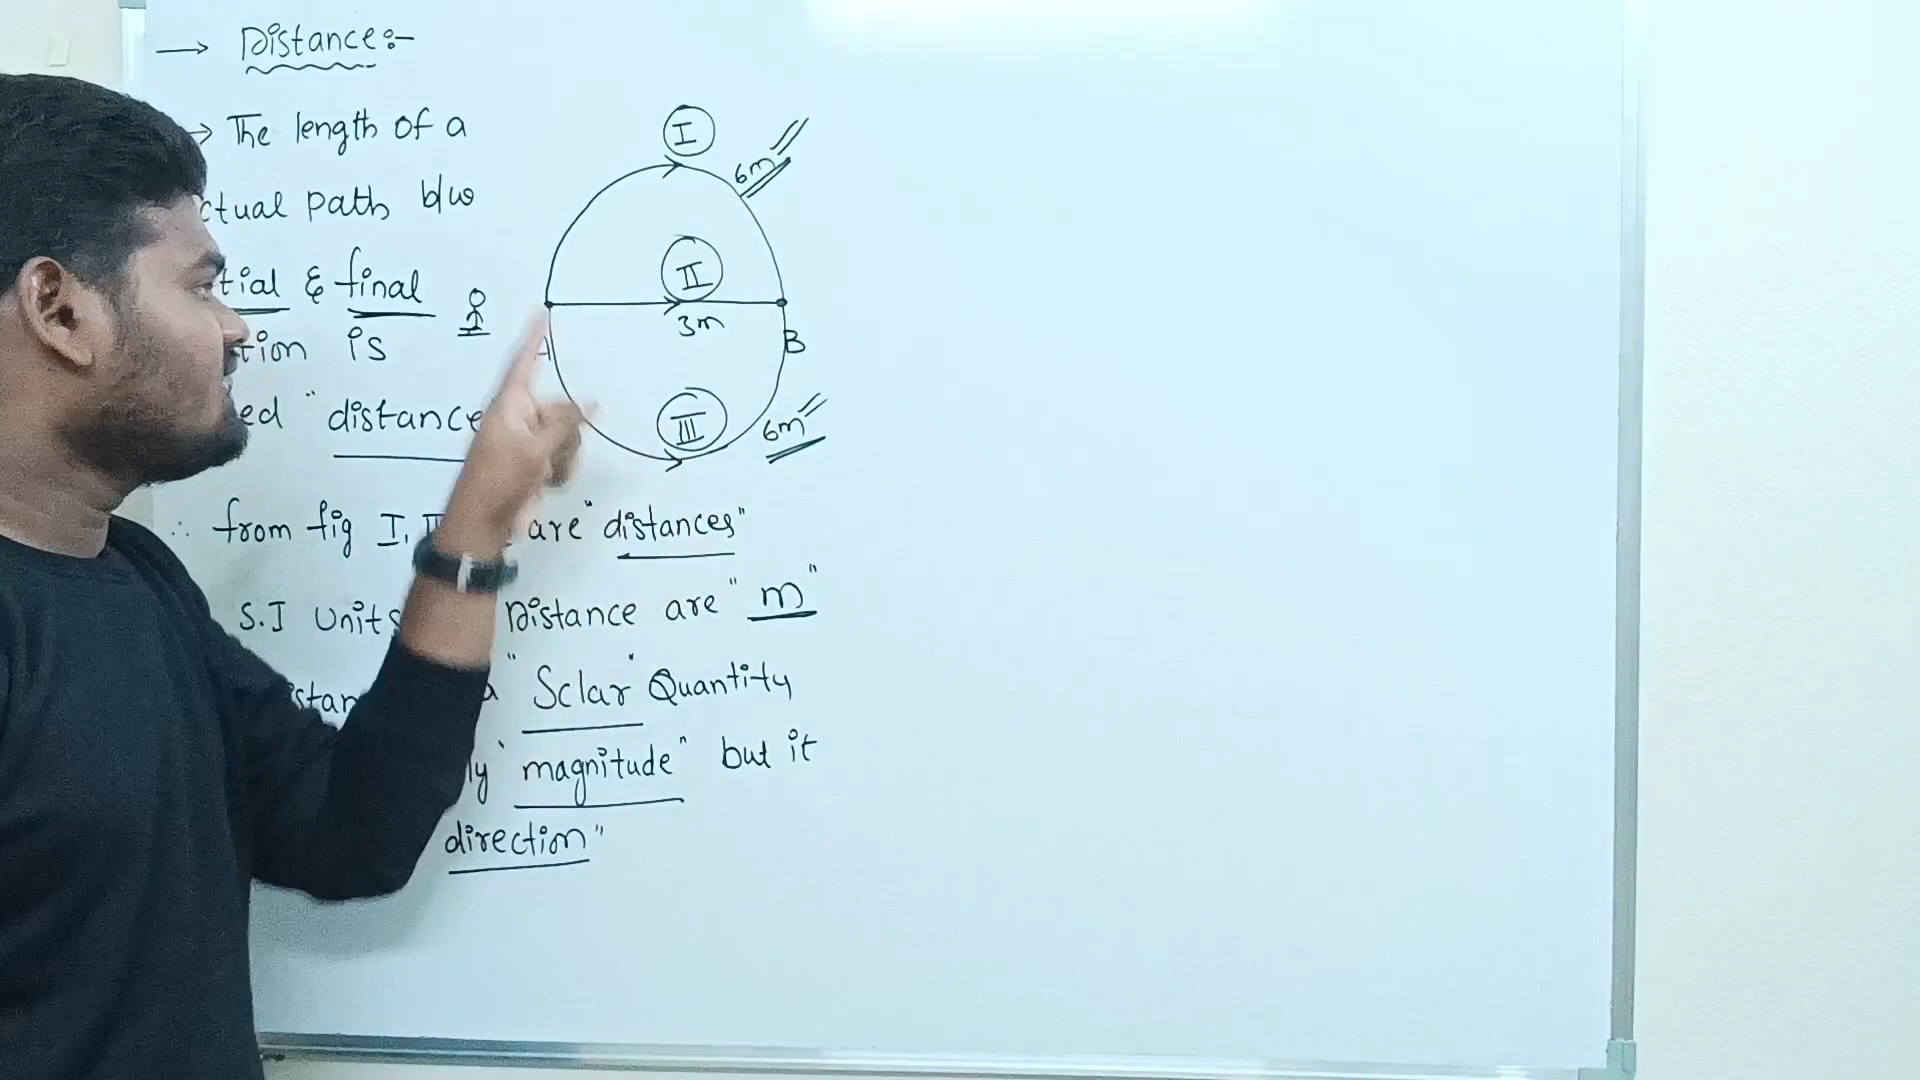 → Distance:-
→ The length of a
ctual path b/w
tial & final
tion is
ed "distance
I
6m
II
3m
A
B
III
6m
∴ from fig I, II are "distances"
S.I Units Distance are "m"
stan a "Sclar" Quantity
ly "magnitude" but it
direction"